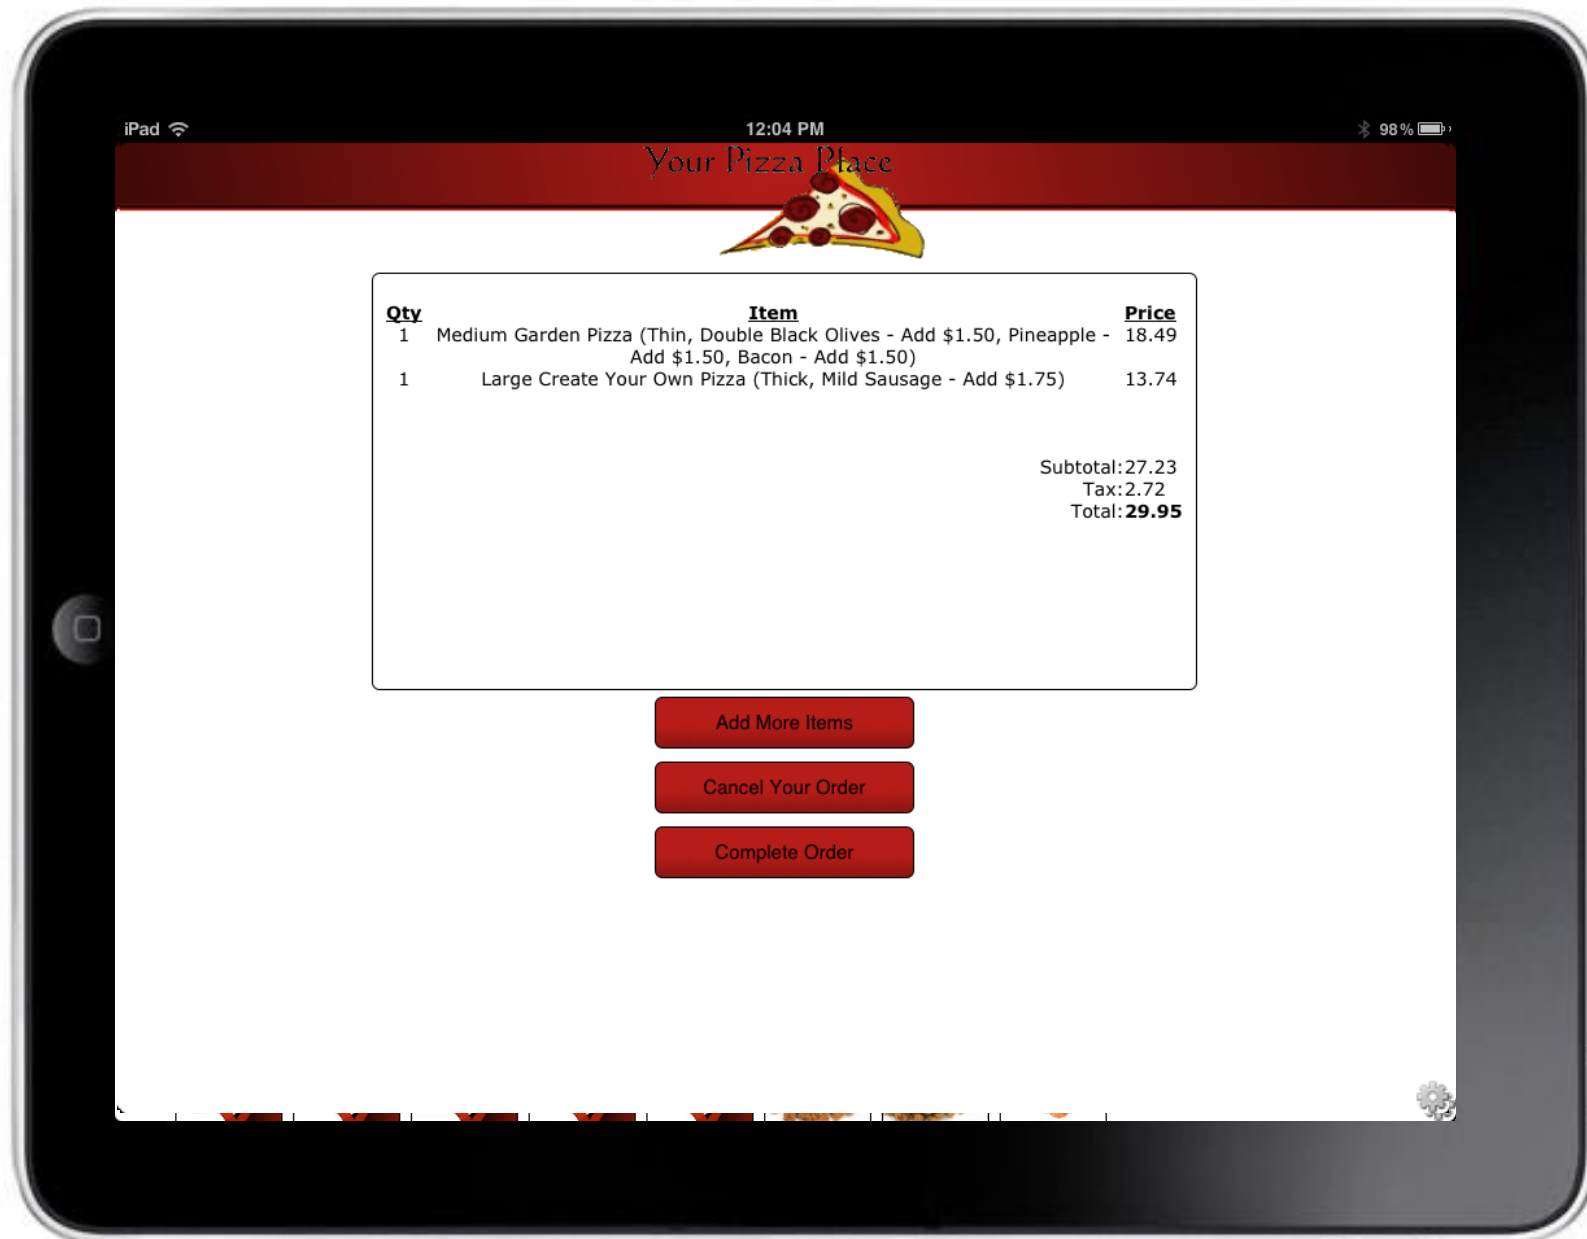 iPad 12:04 PM 98%
Your Pizza Place
Qty Item Price
1 Medium Garden Pizza (Thin, Double Black Olives - Add $1.50, Pineapple - 18.49
Add $1.50, Bacon - Add $1.50)
1 Large Create Your Own Pizza (Thick, Mild Sausage - Add $1.75) 13.74
Subtotal:27.23
Tax:2.72
Total:29.95
Add More Items
Cancel Your Order
Complete Order